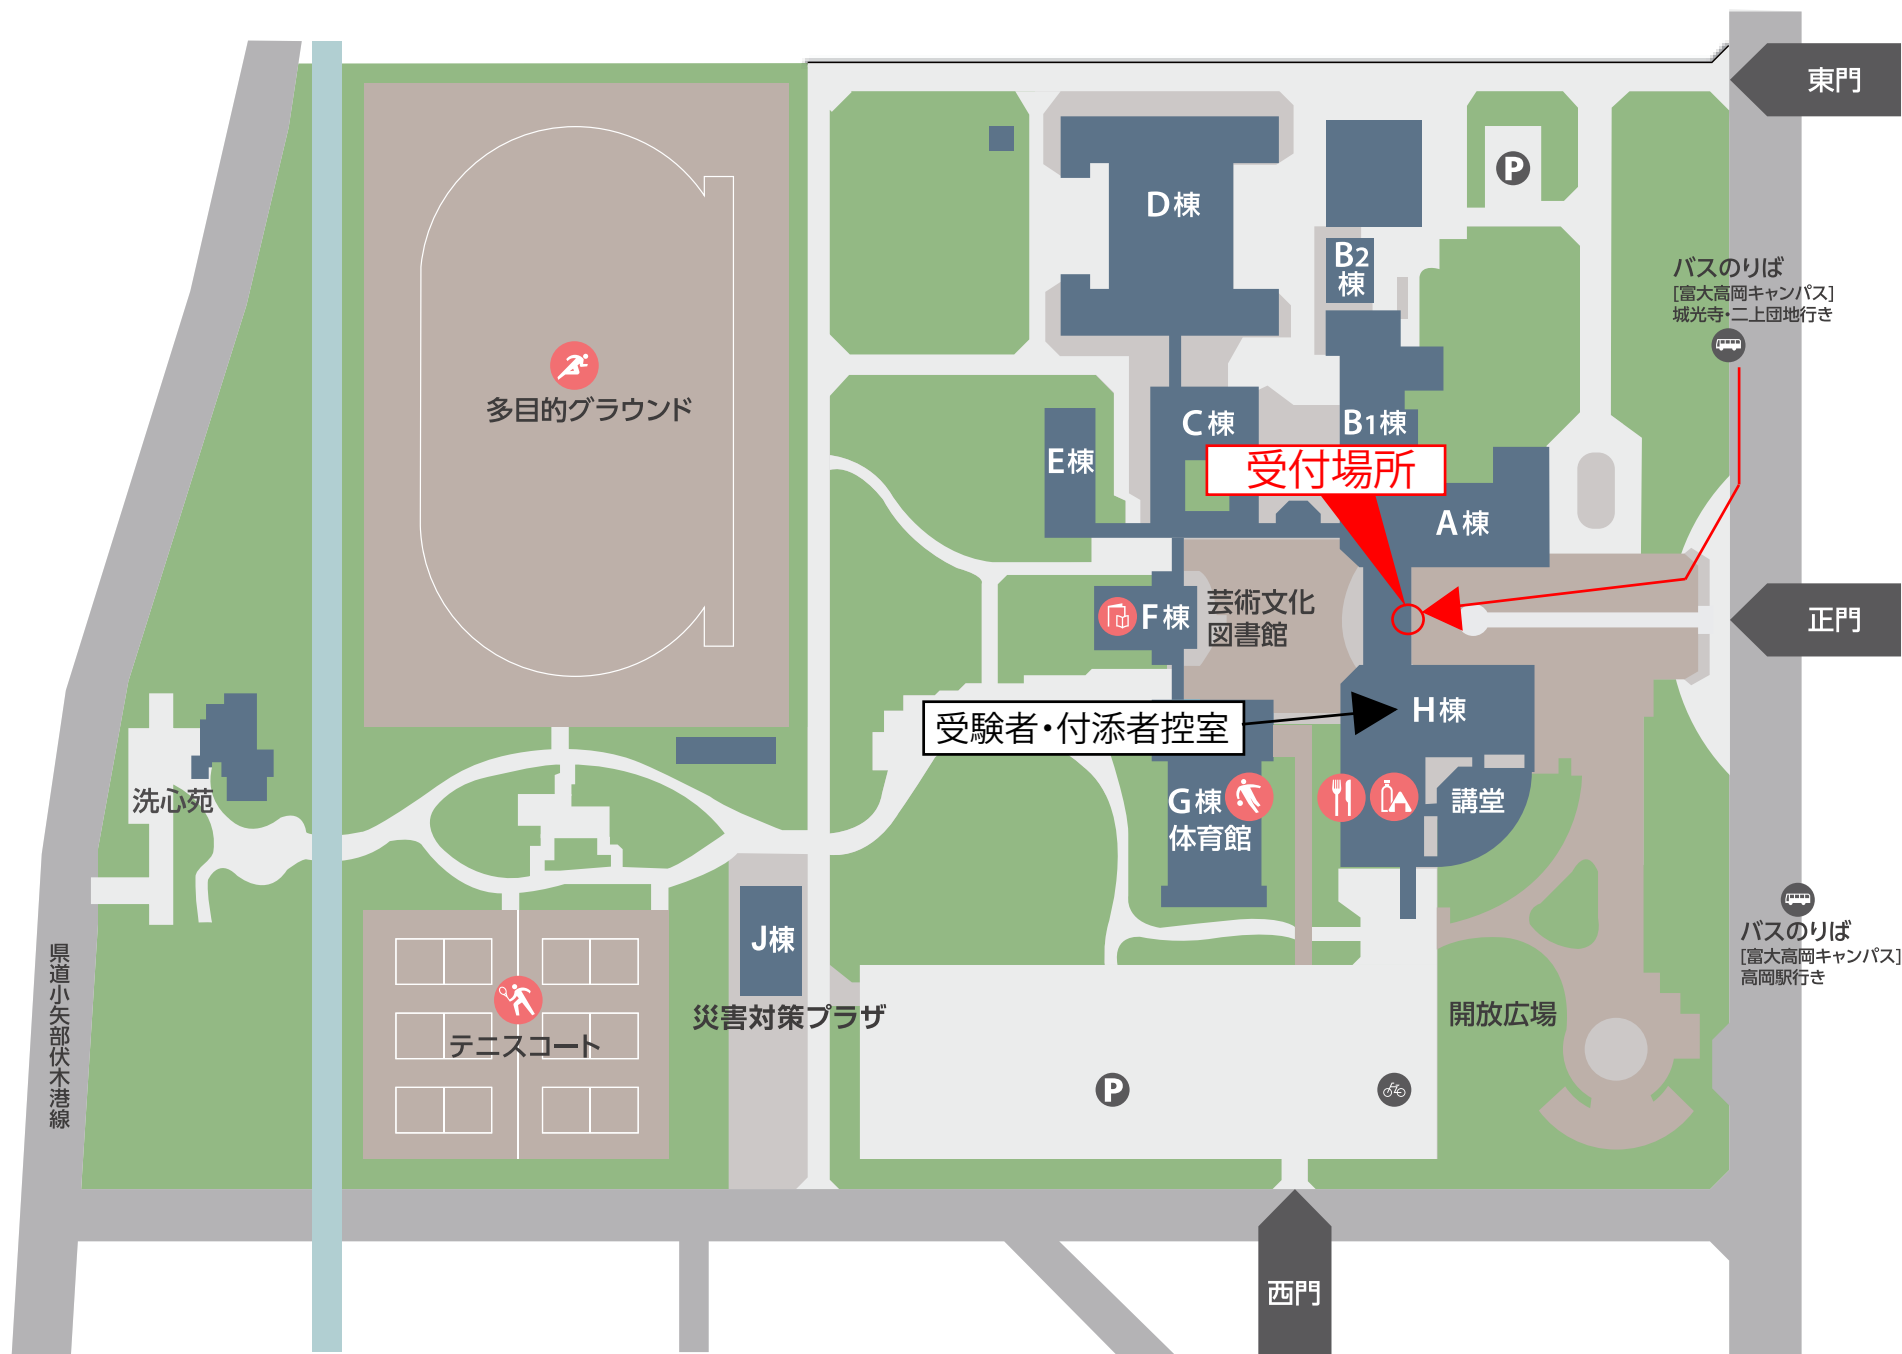 東門
D棟
P
B2
棟
バスのりば
[富大高岡キャンパス]
城光寺・二上団地行き
多目的グラウンド
C棟
B1棟
E棟
受付場所
A棟
F棟
芸術文化
図書館
正門
受験者・付添者控室
H棟
洗心苑
G棟
体育館
講堂
J棟
バスのりば
[富大高岡キャンパス]
高岡駅行き
県道小矢部伏木港線
災害対策プラザ
開放広場
テニスコート
P
西門